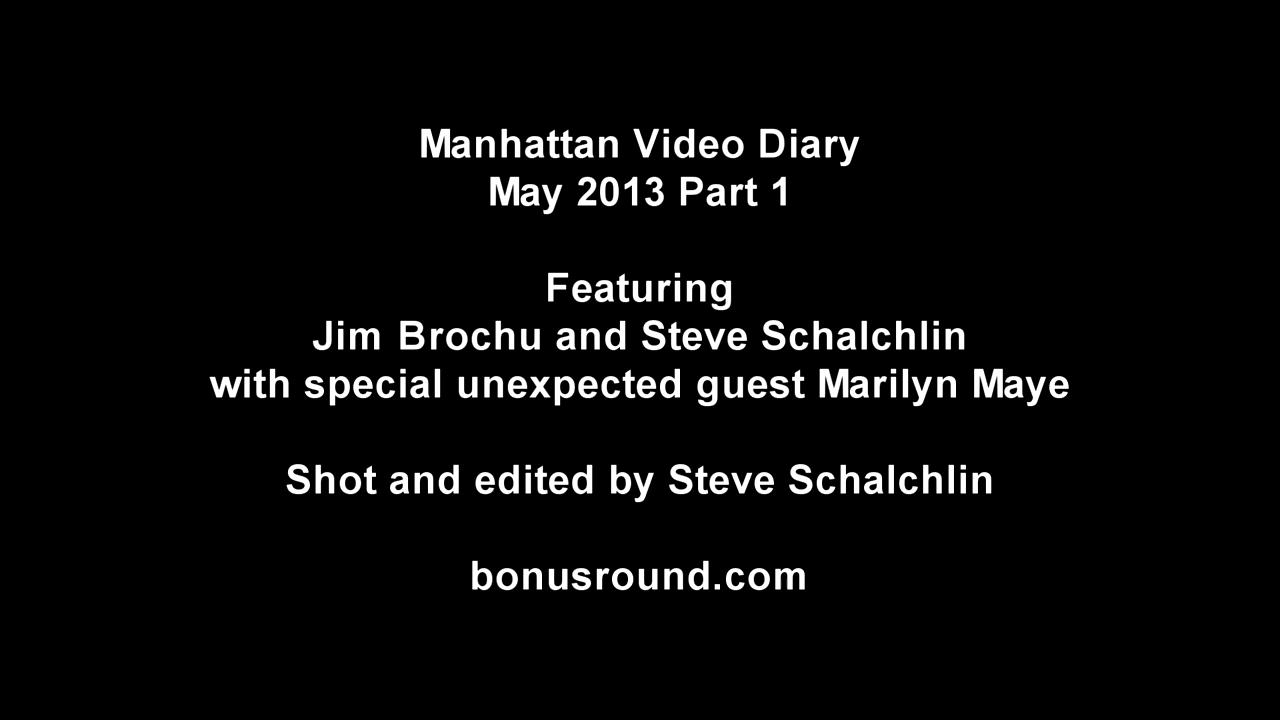 Manhattan Video Diary
May 2013 Part 1
Featuring
Jim Brochu and Steve Schalchlin
with special unexpected guest Marilyn Maye
Shot and edited by Steve Schalchlin
bonusround.com